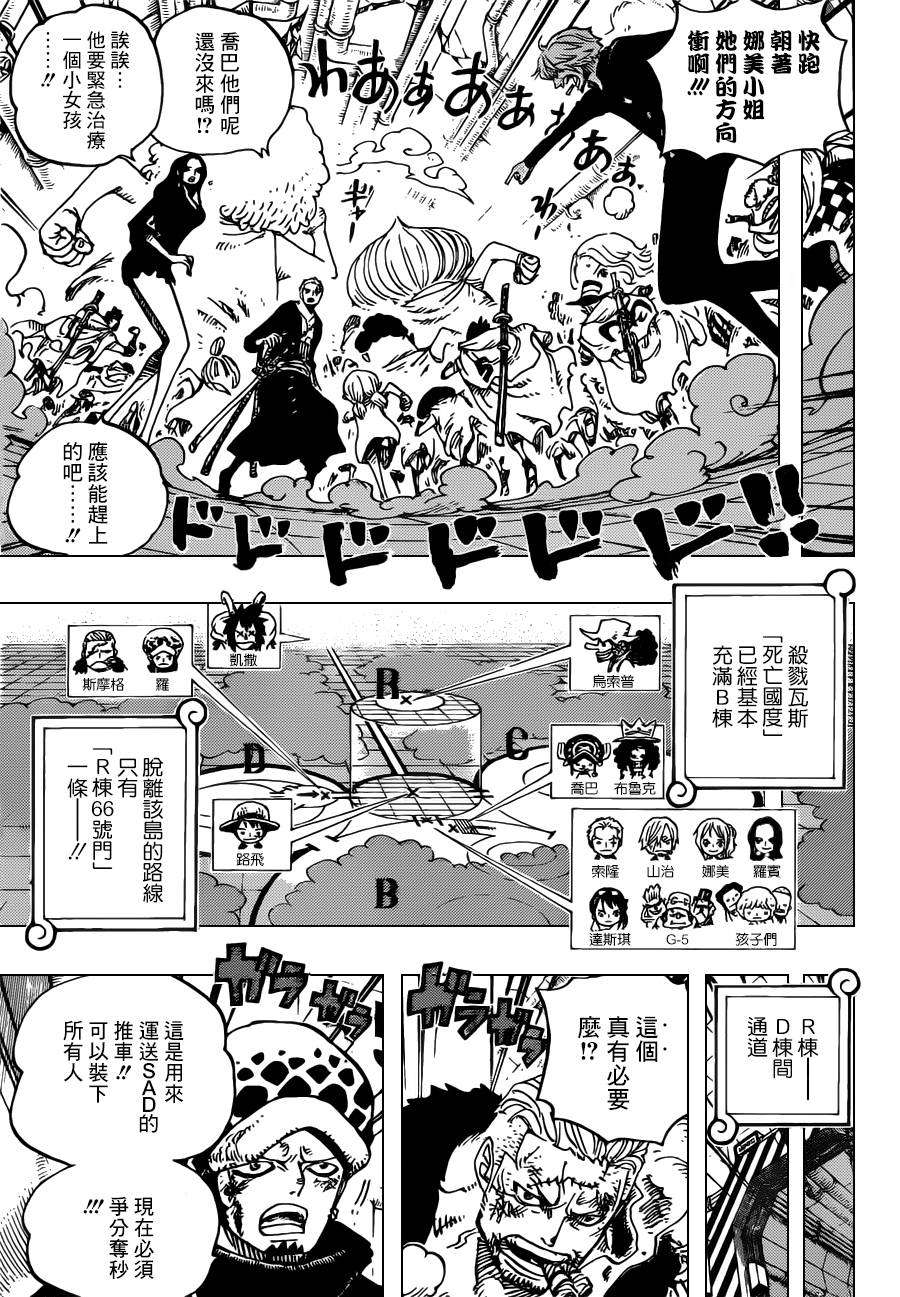 快跑
朝著
娜美小姐
她們的方向
衝啊!!!
喬巴他們呢
還沒來嗎!?
誒誒…
他要緊急治療
一個小女孩
……!!
わあぁあぁ
わあぁ
ギャー
應該能趕上
的吧……!!
ドドドドドド!!
殺戮瓦斯
「死亡國度」
已經基本
充滿B棟
脫離該島的路線
只有
「R棟66號門」
一條——!!
斯摩格
羅
凱撒
烏索普
喬巴
布魯克
路飛
索隆
山治
娜美
羅賓
達斯琪
G-5
孩子們
R
D
C
B
R棟——
D棟間
通道
ガラガラ
這個
真有必要
麼!?
ガラガラ
這是用來
運送SAD的
推車!!
可以裝下
所有人
現在必須
爭分奪秒
!!!